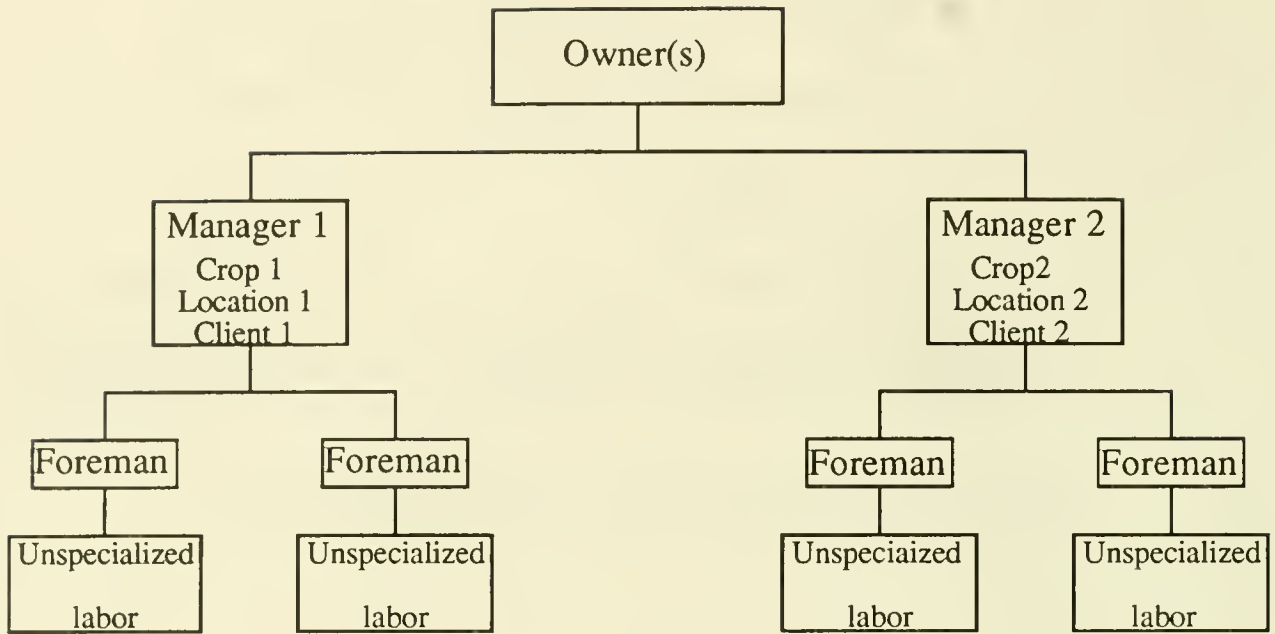 Owner(s)
Manager 1
Crop 1
Location 1
Client 1
Manager 2
Crop2
Location 2
Client 2
Foreman
Foreman
Foreman
Foreman
Unspecialized
labor
Unspecialized
labor
Unspeciaized
labor
Unspecialized
labor